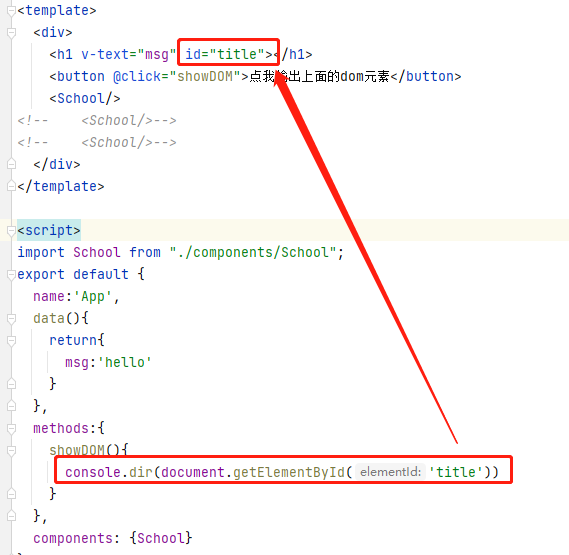 <template>
<div>
<h1 v-text="msg" id="title"></h1>
<button @click="showDOM">点我输出上面的dom元素</button>
<School/>
<!-- <School/>-->
<!-- <School/>-->
</div>
</template>
<script>
import School from "./components/School";
export default {
name:'App',
data(){
return{
msg:'hello'
}
},
methods:{
showDOM(){
console.dir(document.getElementById( elementId: 'title'))
}
},
components: {School}